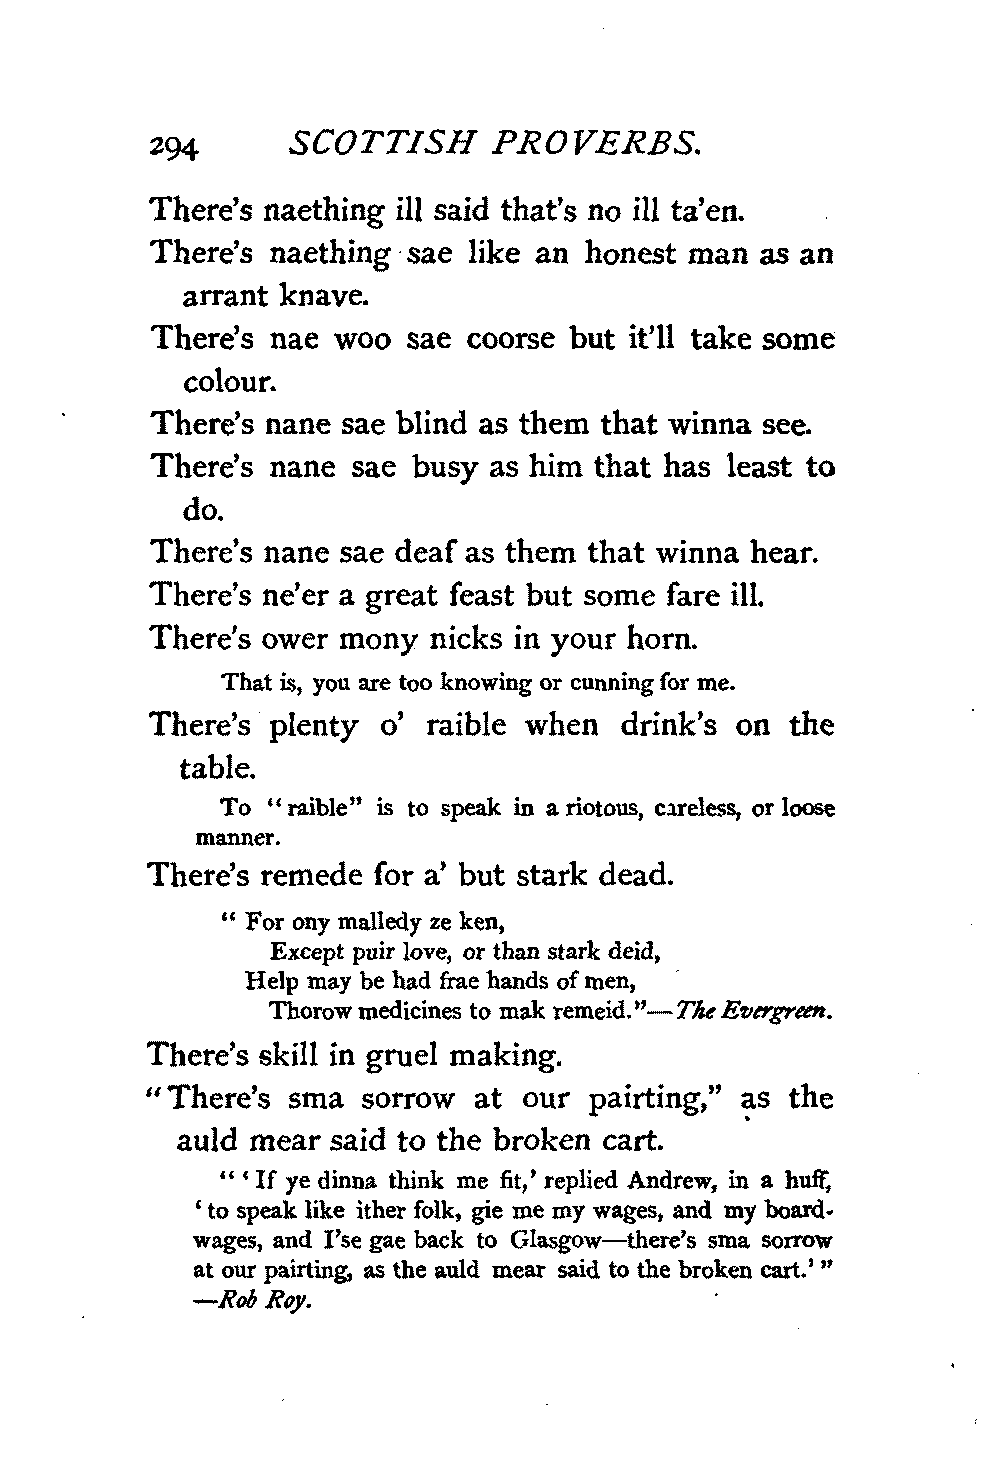 294 SCOTTISH PROVERBS.
There's naething ill said that's no ill ta'en.
There's naething sae like an honest man as an
arrant knave.
There's nae woo sae coorse but it'll take some
colour.
There's nane sae blind as them that winna see.
There's nane sae busy as him that has least to
do.
There's nane sae deaf as them that winna hear.
There's ne'er a great feast but some fare ill.
There's ower mony nicks in your horn.
That is, you are too knowing or cunning for me.
There's plenty o' raible when drink's on the
table.
To "raible" is to speak in a riotous, careless, or loose
manner.
There's remede for a' but stark dead.
" For ony malledy ze ken,
Except puir love, or than stark deid,
Help may be had frae hands of men,
Thorow medicines to mak remeid."—The Evergreen.
There's skill in gruel making.
"There's sma sorrow at our pairting," as the
auld mear said to the broken cart.
" 'If ye dinna think me fit,' replied Andrew, in a huff,
'to speak like ither folk, gie me my wages, and my board-
wages, and I'se gae back to Glasgow—there's sma sorrow
at our pairting, as the auld mear said to the broken cart.' "
—Rob Roy.